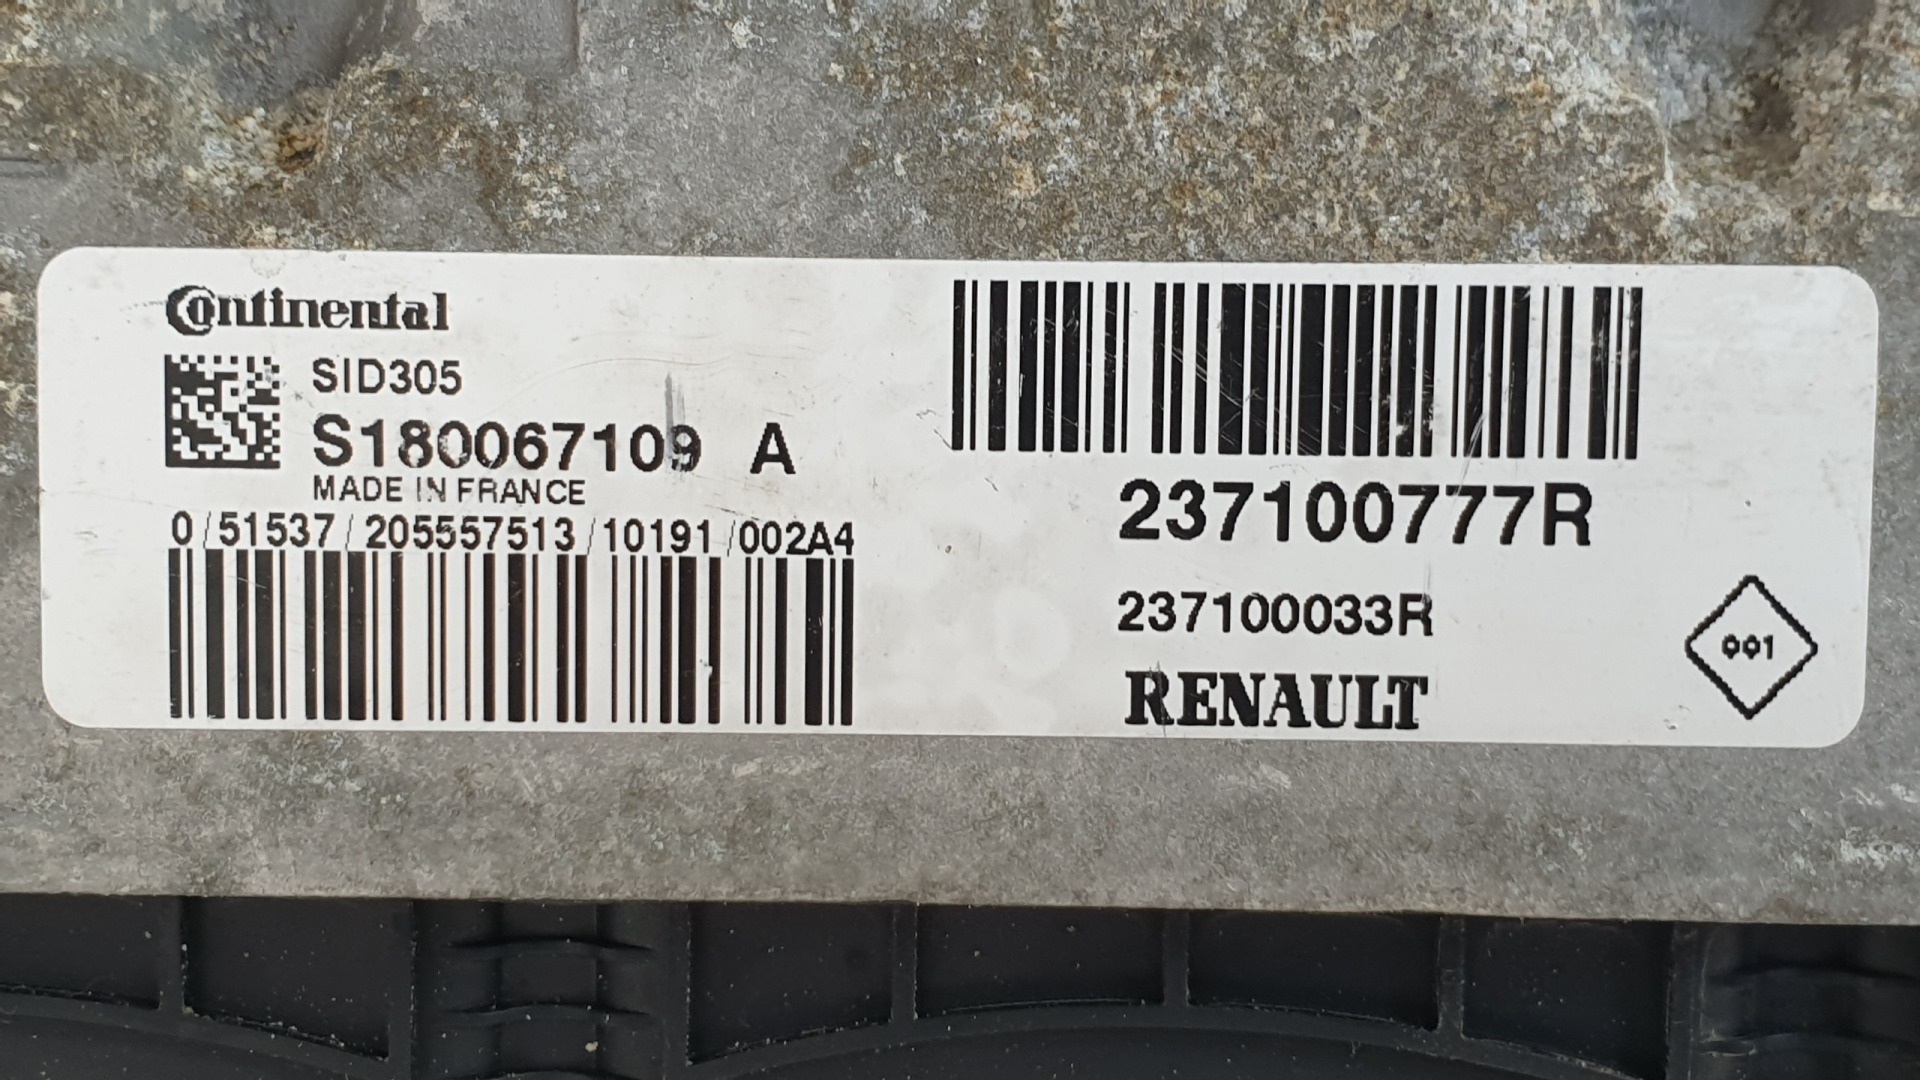 Continental
SID305
S180067109 A
MADE IN FRANCE
0/51537/205557513/10191/002A4
237100777R
237100033R
RENAULT
001